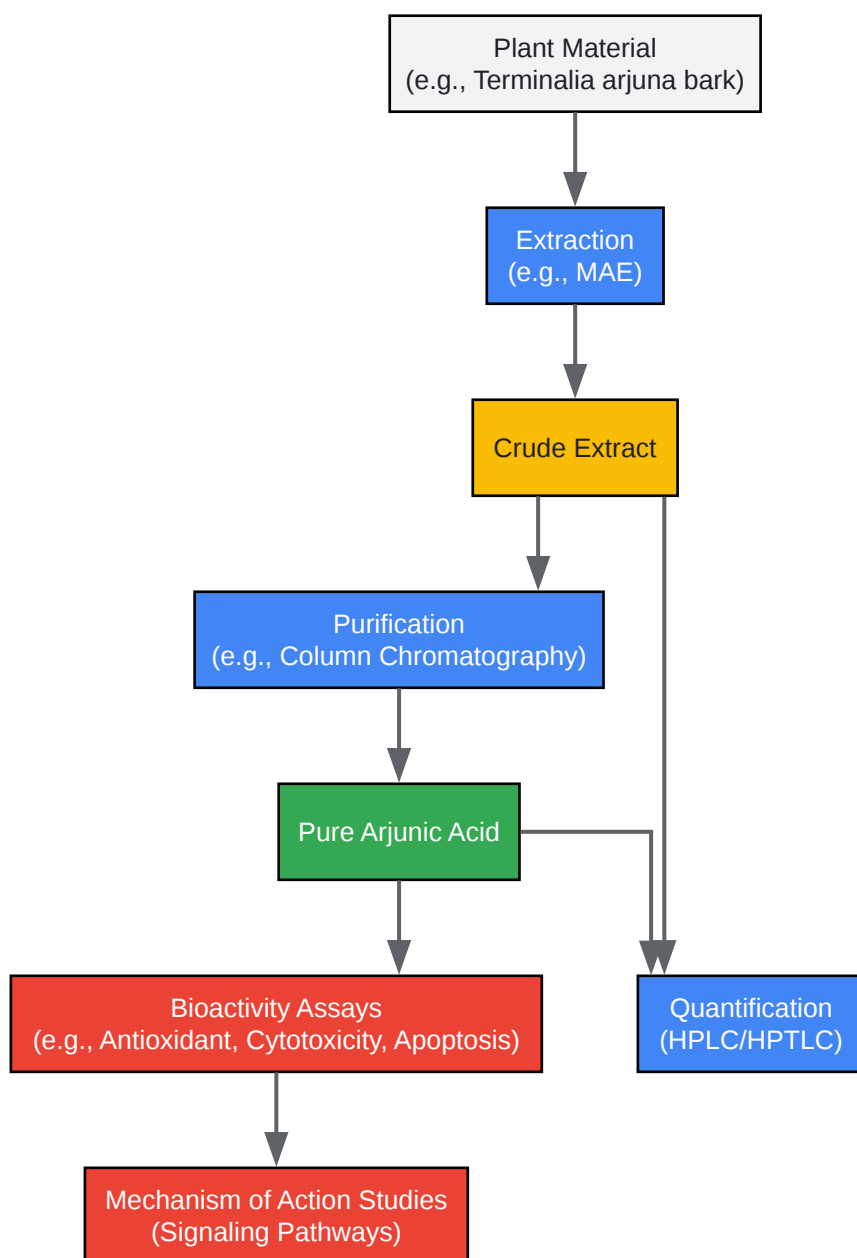 Plant Material
(e.g., Terminalia arjuna bark)
Extraction
(e.g., MAE)
Crude Extract
Purification
(e.g., Column Chromatography)
Pure Arjunic Acid
Bioactivity Assays
(e.g., Antioxidant, Cytotoxicity, Apoptosis)
Quantification
(HPLC/HPTLC)
Mechanism of Action Studies
(Signaling Pathways)